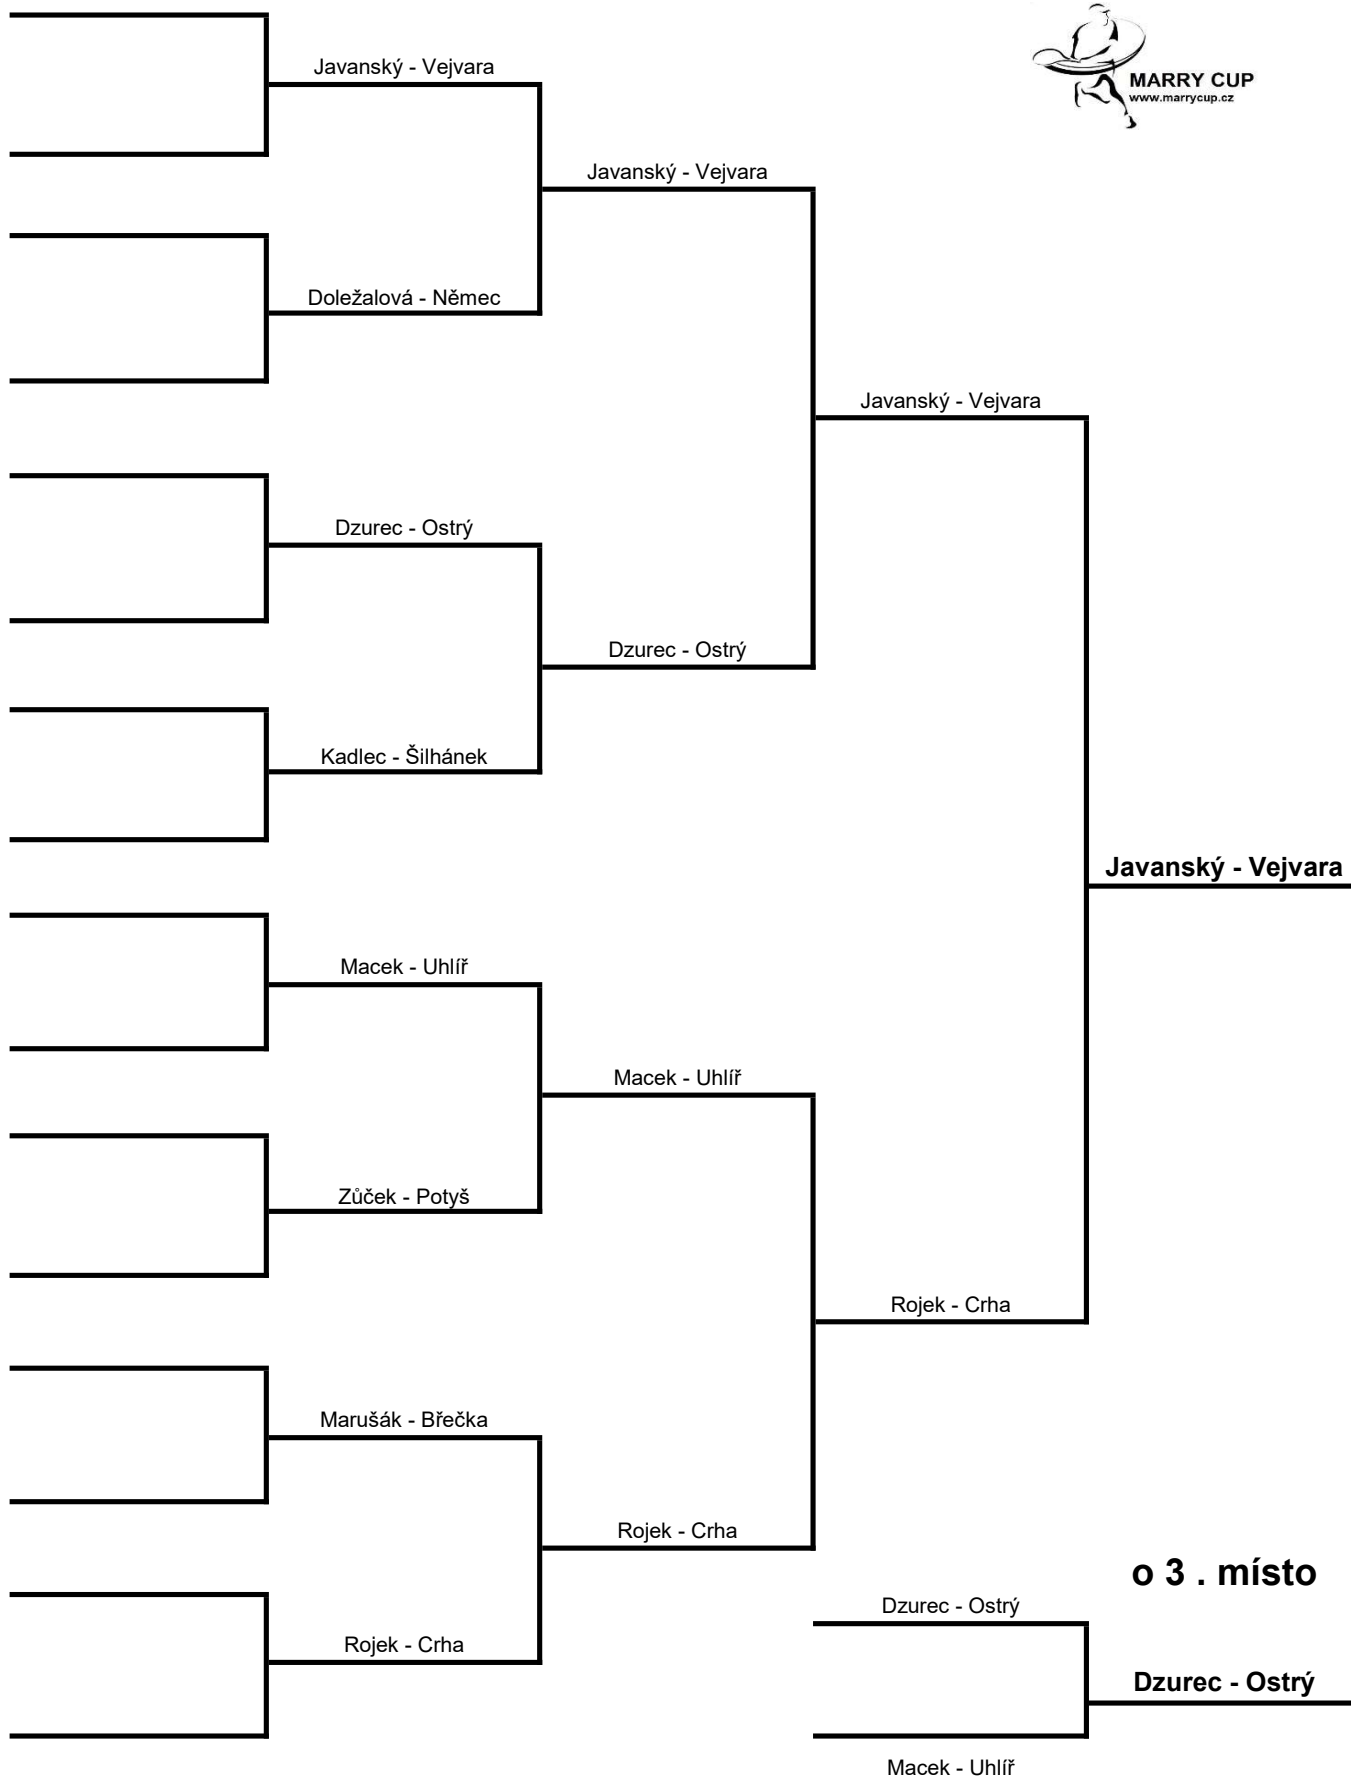 MARRY CUP
www.marrycup.cz
Javanský - Vejvara
Javanský - Vejvara
Doležalová - Němec
Javanský - Vejvara
Dzurec - Ostrý
Dzurec - Ostrý
Kadlec - Šilhánek
Javanský - Vejvara
Macek - Uhlíř
Macek - Uhlíř
Zůček - Potyš
Rojek - Crha
Marušák - Břečka
Rojek - Crha
o 3 . místo
Dzurec - Ostrý
Rojek - Crha
Dzurec - Ostrý
Macek - Uhlíř